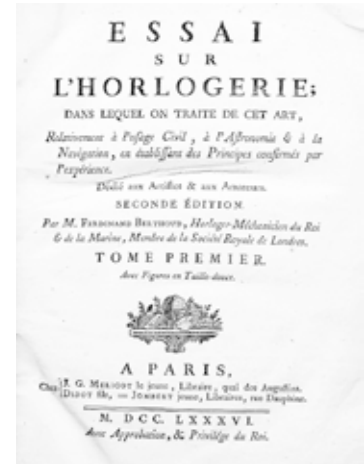 ESSAI
SUR
L'HORLOGERIE;
DANS LEQUEL ON TRAITE DE CET ART,
Relativement à l'usage Civil, à l'Astronomie & à la
Navigation, en établissant des Principes confirmés par
l'expérience.
Dédié aux Artistes & aux Amateurs.
SECONDE ÉDITION.
Par M. FERDINAND BERTHOUD, Horloger-Méchanicien du Roi
& de la Marine, Membre de la Société Royale de Londres.
TOME PREMIER.
Avec Figures en Taille-douce.
A PARIS,
Chez J. G. MERIGOT le jeune, Libraire, quai des Augustins.
DIDOT fils, — JOMBERT jeune, Libraires, rue Dauphine.
M. DCC. LXXXVI.
Avec Approbation, & Privilége du Roi.